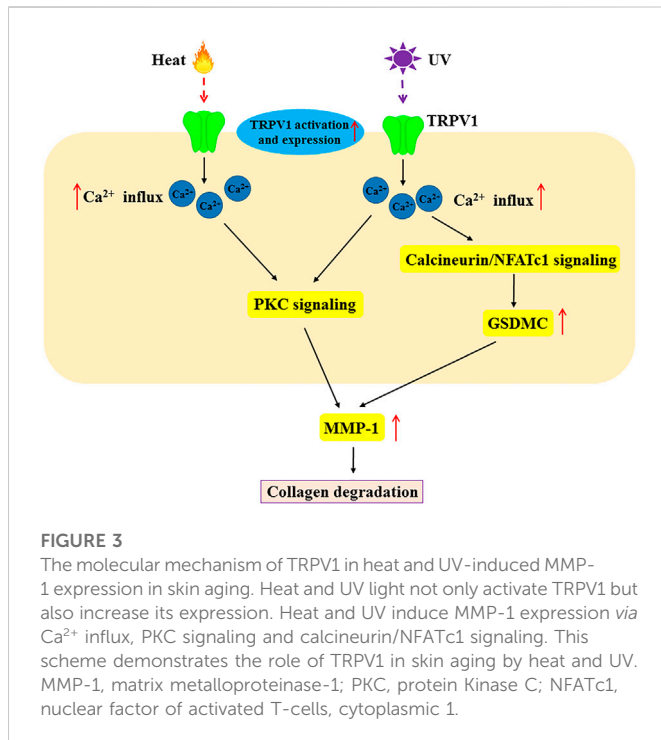 Heat
UV
TRPV1 activation
and expression
TRPV1
Ca²⁺ influx
Ca²⁺
Ca²⁺
Ca²⁺
Ca²⁺
Ca²⁺
Ca²⁺
Ca²⁺ influx
Calcineurin/NFATc1 signaling
PKC signaling
GSDMC
MMP-1
Collagen degradation
FIGURE 3
The molecular mechanism of TRPV1 in heat and UV-induced MMP-
1 expression in skin aging. Heat and UV light not only activate TRPV1 but
also increase its expression. Heat and UV induce MMP-1 expression via
Ca²⁺ influx, PKC signaling and calcineurin/NFATc1 signaling. This
scheme demonstrates the role of TRPV1 in skin aging by heat and UV.
MMP-1, matrix metalloproteinase-1; PKC, protein Kinase C; NFATc1,
nuclear factor of activated T-cells, cytoplasmic 1.